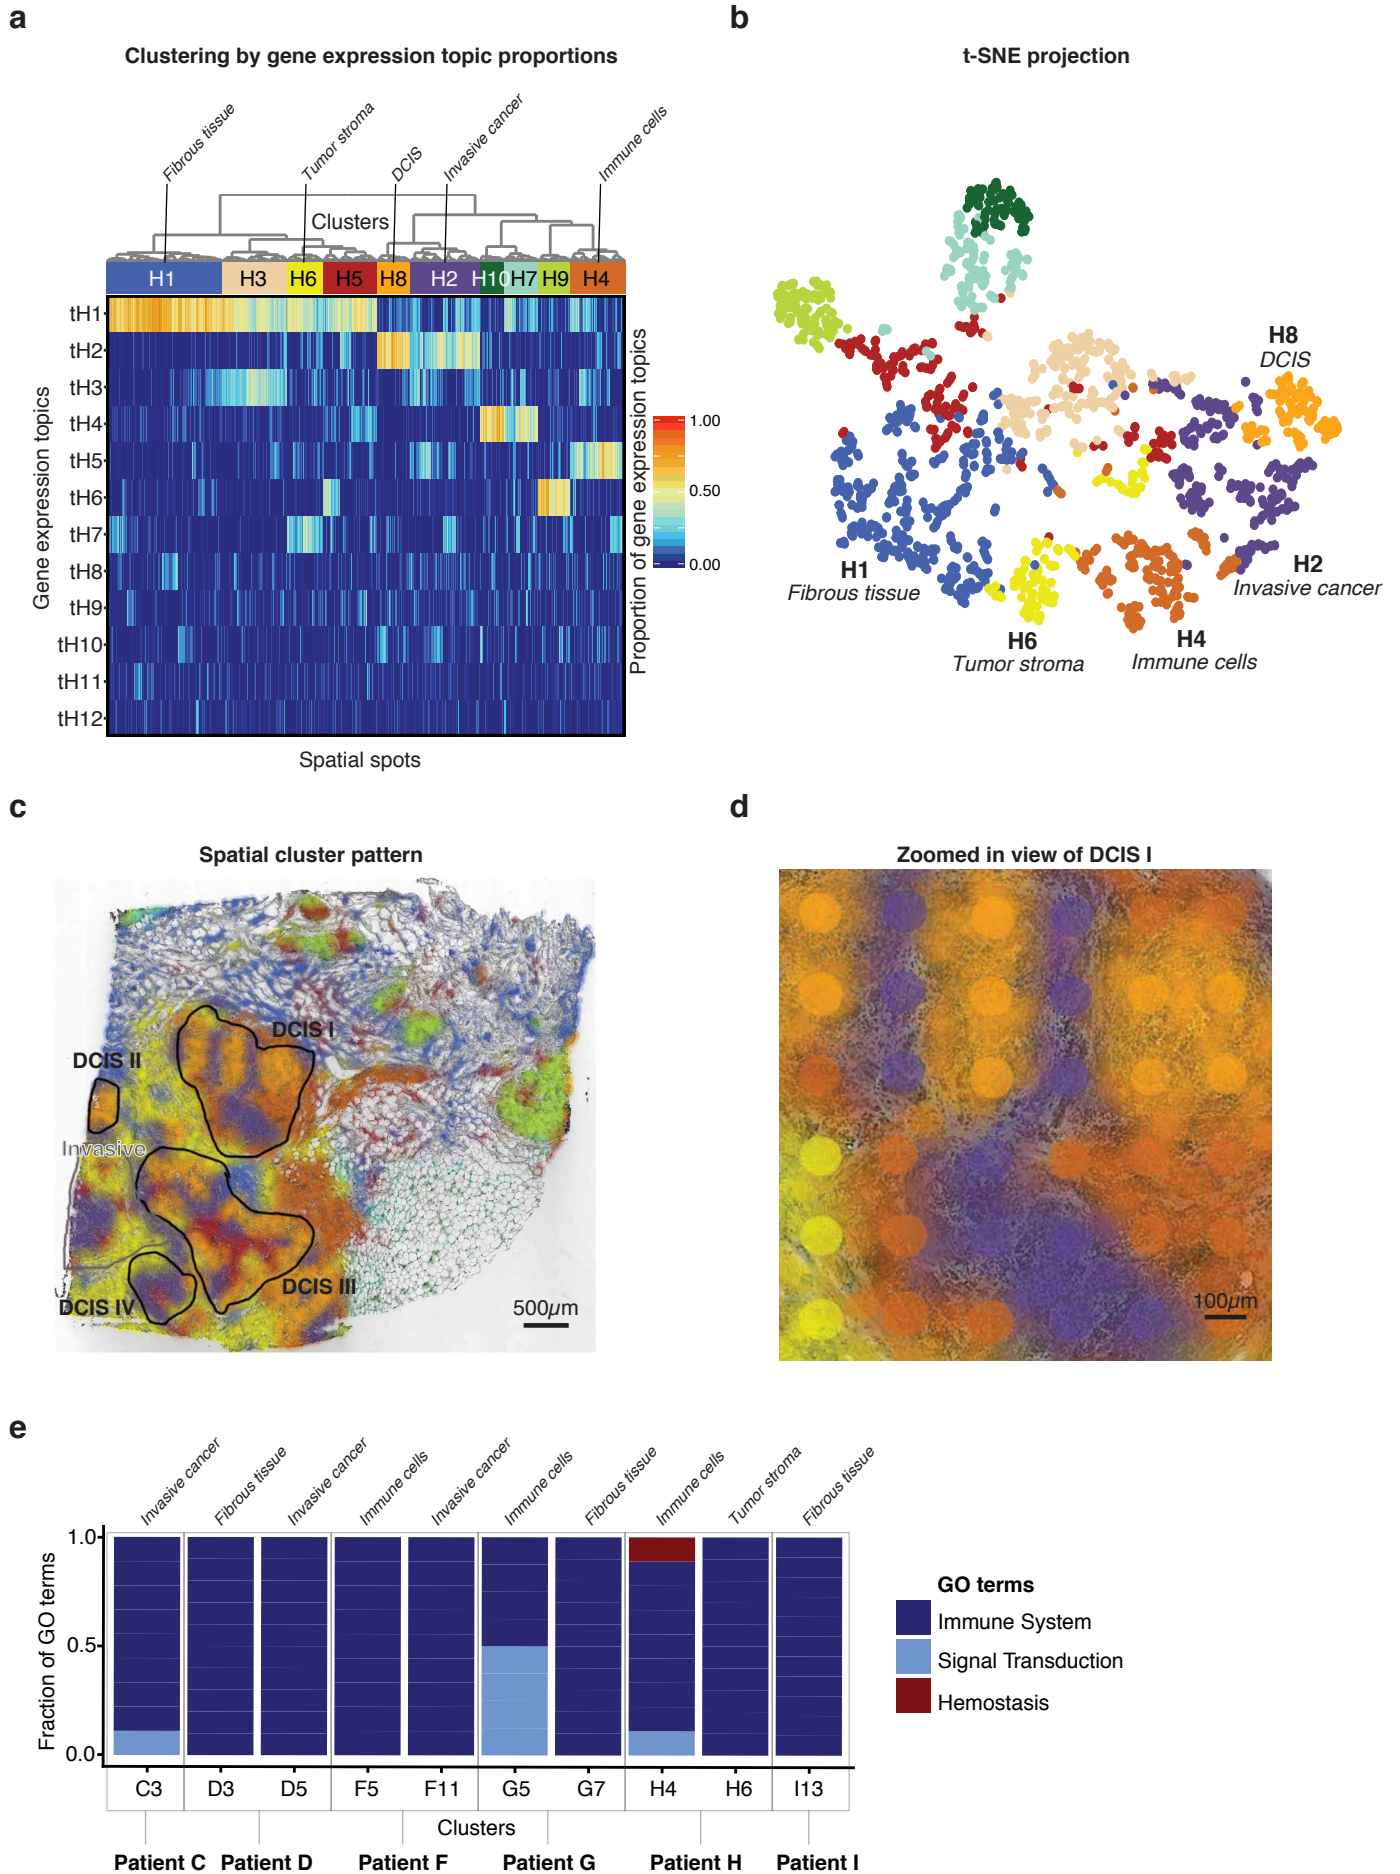 a
Clustering by gene expression topic proportions
Fibrous tissue
Tumor stroma
DCIS
Invasive cancer
Immune cells
Clusters
H1 H3 H6 H5 H8 H2 H10 H7 H9 H4
Gene expression topics
tH1
tH2
tH3
tH4
tH5
tH6
tH7
tH8
tH9
tH10
tH11
tH12
Spatial spots
Proportion of gene expression topics
1.00
0.50
0.00
b
t-SNE projection
H8
DCIS
H1
Fibrous tissue
H2
Invasive cancer
H6
Tumor stroma
H4
Immune cells
c
Spatial cluster pattern
DCIS I
DCIS II
Invasive
DCIS III
DCIS IV
500µm
d
Zoomed in view of DCIS I
100µm
e
Invasive cancer
Fibrous tissue
Invasive cancer
Immune cells
Invasive cancer
Immune cells
Fibrous tissue
Immune cells
Tumor stroma
Fibrous tissue
Fraction of GO terms
1.0
0.5
0.0
C3 D3 D5 F5 F11 G5 G7 H4 H6 I13
Clusters
Patient C Patient D Patient F Patient G Patient H Patient I
GO terms
Immune System
Signal Transduction
Hemostasis